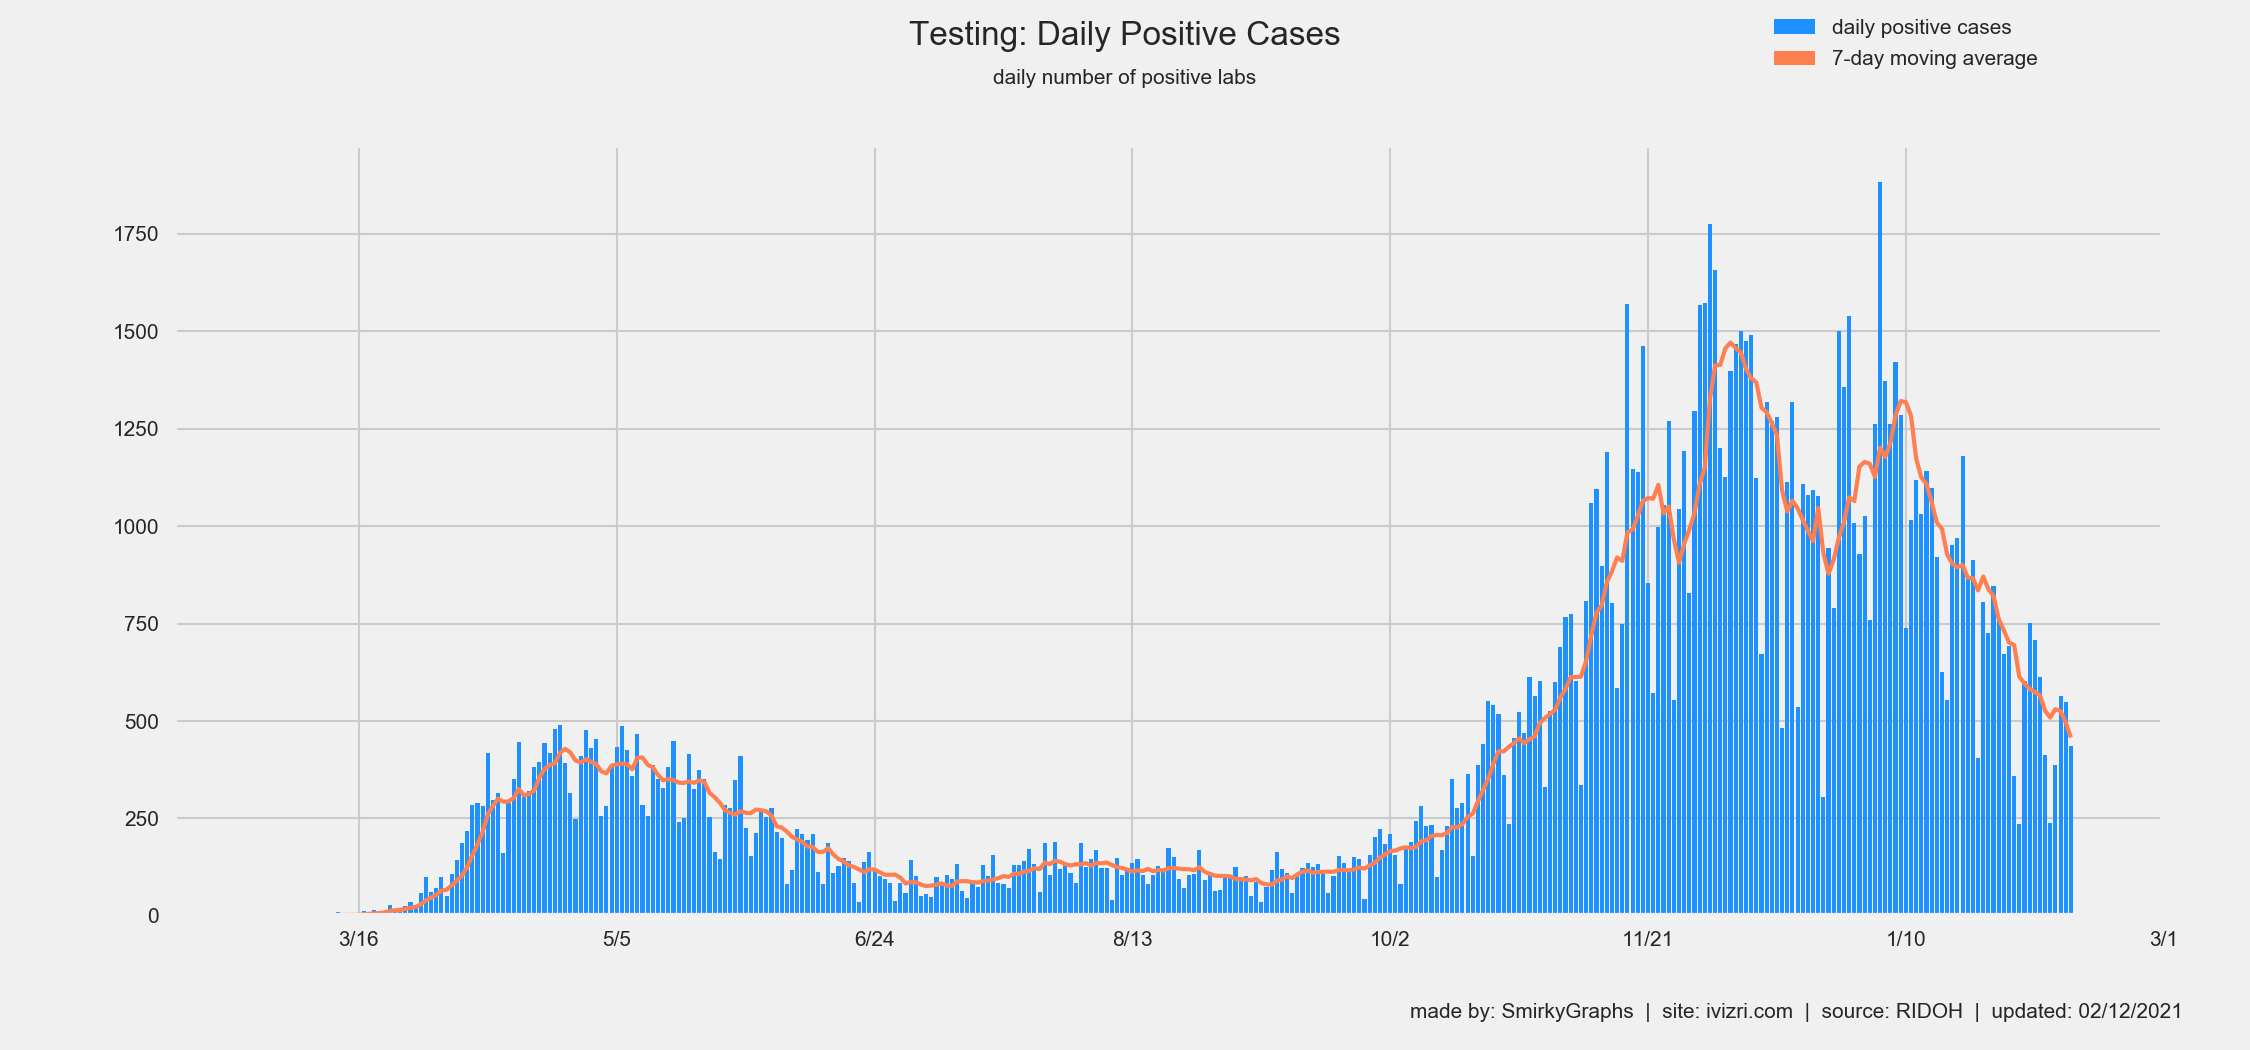 Testing: Daily Positive Cases
daily number of positive labs
daily positive cases
7-day moving average
1750
1500
1250
1000
750
500
250
0
3/16 5/5 6/24 8/13 10/2 11/21 1/10 3/1
made by: SmirkyGraphs | site: ivizri.com | source: RIDOH | updated: 02/12/2021